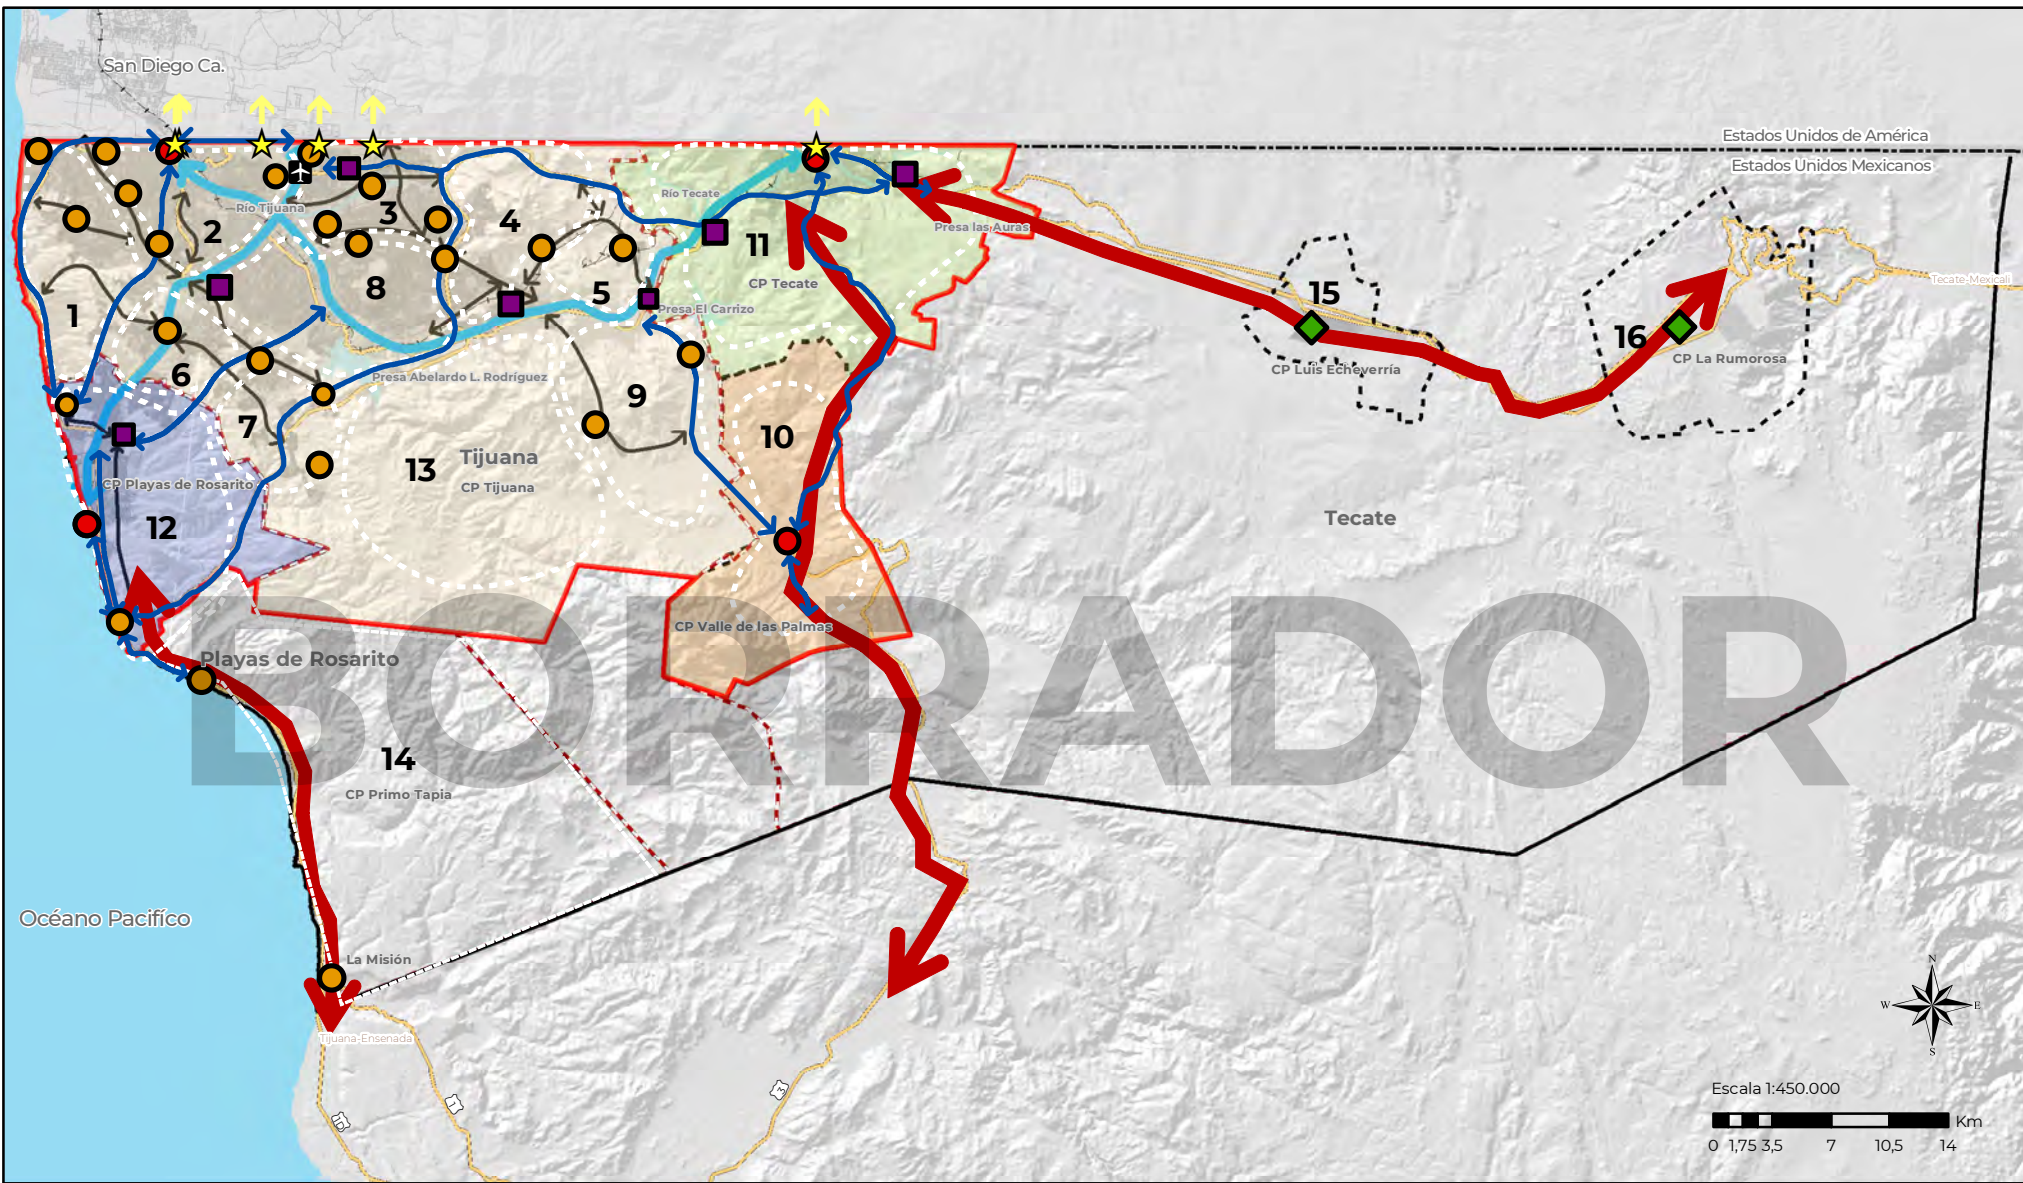 San Diego Ca.
Estados Unidos de América
Estados Unidos Mexicanos
Río Tecate
Río Tijuana
2
3
4
11
Presa las Auras
CP Tecate
Tecate-Mexicali
1
8
5
Presa El Carrizo
15
16
CP Luis Echeverría
CP La Rumorosa
6
Presa Abelardo L. Rodríguez
9
7
10
13
Tijuana
CP Tijuana
CP Playas de Rosarito
12
Tecate
CP Valle de las Palmas
Playas de Rosarito
BORRADOR
14
CP Primo Tapia
Océano Pacifíco
La Misión
Tijuana-Ensenada
1D
1
3
N
W
E
S
Escala 1:450.000
Km
0 1,75 3,5 7 10,5 14